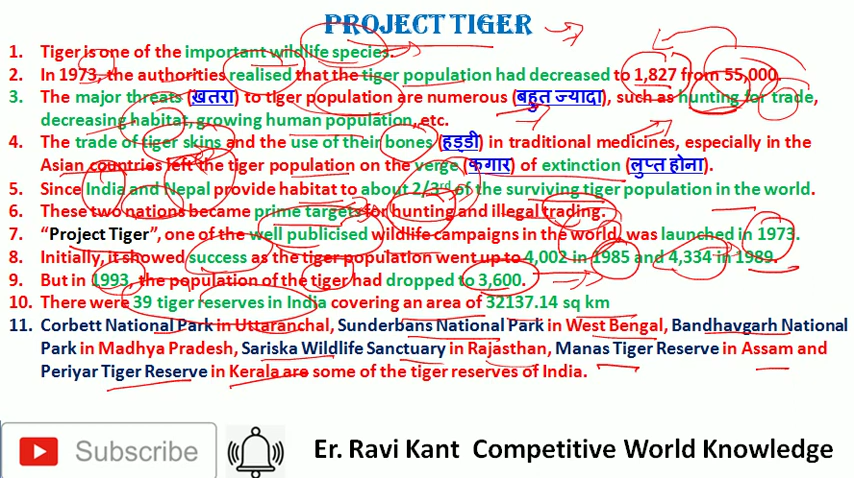 PROJECT TIGER
1. Tiger is one of the important wildlife species.
2. In 1973, the authorities realised that the tiger population had decreased to 1,827 from 55,000.
3. The major threats (ख़तरा) to tiger population are numerous (बहुत ज्यादा), such as hunting for trade,
decreasing habitat, growing human population, etc.
4. The trade of tiger skins and the use of their bones (हड्डी) in traditional medicines, especially in the
Asian countries left the tiger population on the verge (कगार) of extinction (लुप्त होना).
5. Since India and Nepal provide habitat to about 2/3rd of the surviving tiger population in the world.
6. These two nations became prime targets for hunting and illegal trading.
7. “Project Tiger”, one of the well publicised wildlife campaigns in the world, was launched in 1973.
8. Initially, it showed success as the tiger population went up to 4,002 in 1985 and 4,334 in 1989.
9. But in 1993, the population of the tiger had dropped to 3,600.
10. There were 39 tiger reserves in India covering an area of 32137.14 sq km
11. Corbett National Park in Uttaranchal, Sunderbans National Park in West Bengal, Bandhavgarh National
Park in Madhya Pradesh, Sariska Wildlife Sanctuary in Rajasthan, Manas Tiger Reserve in Assam and
Periyar Tiger Reserve in Kerala are some of the tiger reserves of India.
Subscribe
Er. Ravi Kant Competitive World Knowledge